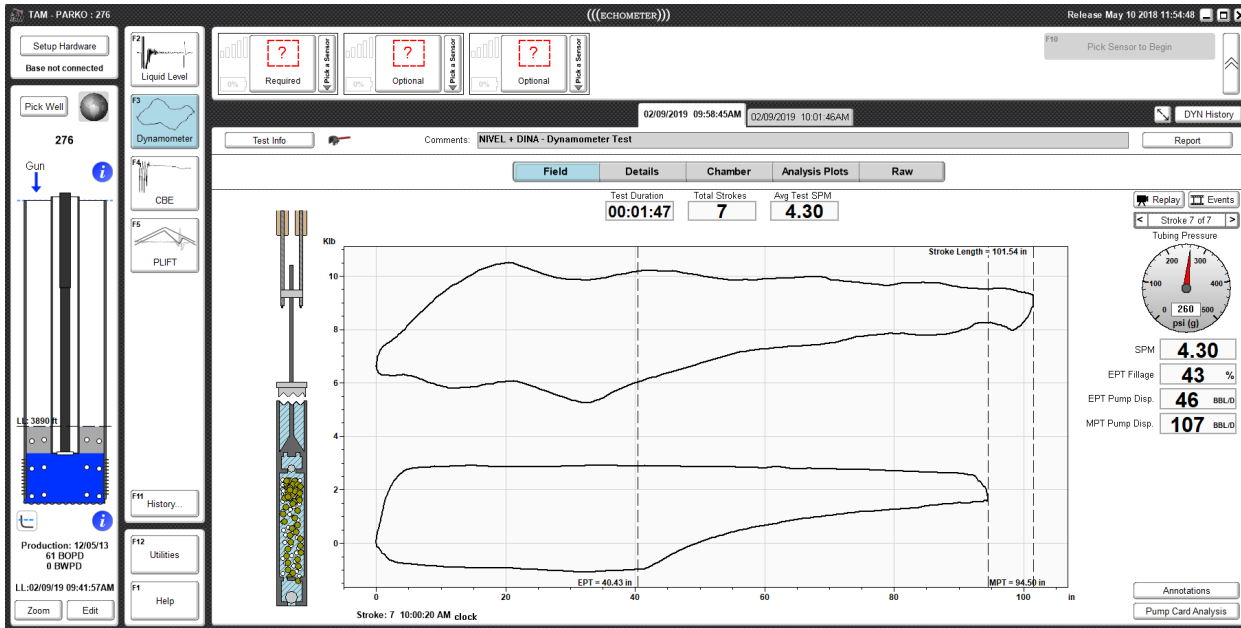 TAM - PARKO : 276
(((ECHOMETER)))
Release May 10 2018 11:54:48
Setup Hardware
Base not connected
Pick Well
276
Gun
LL: 3890 ft
Production: 12/05/13
61 BOPD
0 BWPD
LL:02/09/19 09:41:57AM
Zoom
Edit
F2
Liquid Level
F3
Dynamometer
F4
CBE
F5
PLIFT
F11
History...
F12
Utilities
F1
Help
?
0%
Required
Pick a Sensor
?
0%
Optional
Pick a Sensor
?
0%
Optional
Pick a Sensor
F10
Pick Sensor to Begin
02/09/2019 09:58:45AM
02/09/2019 10:01:46AM
DYN History
Test Info
Comments: NIVEL + DINA - Dynamometer Test
Report
Field
Details
Chamber
Analysis Plots
Raw
Test Duration
00:01:47
Total Strokes
7
Avg Test SPM
4.30
Replay
Events
< Stroke 7 of 7 >
Tubing Pressure
0 100 200 300 400 500
260
psi (g)
SPM 4.30
EPT Fillage 43 %
EPT Pump Disp. 46 BBL/D
MPT Pump Disp. 107 BBL/D
Klb
Stroke Length = 101.54 in
10
8
6
4
2
0
EPT = 40.43 in
MPT = 94.50 in
0 20 40 60 80 100 in
Stroke: 7 10:00:20 AM clock
Annotations
Pump Card Analysis